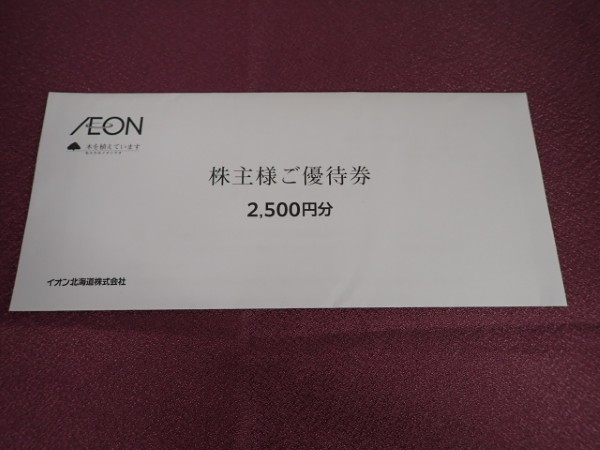 ÆON
木を植えています
株主様ご優待券
2,500円分
イオン北海道株式会社